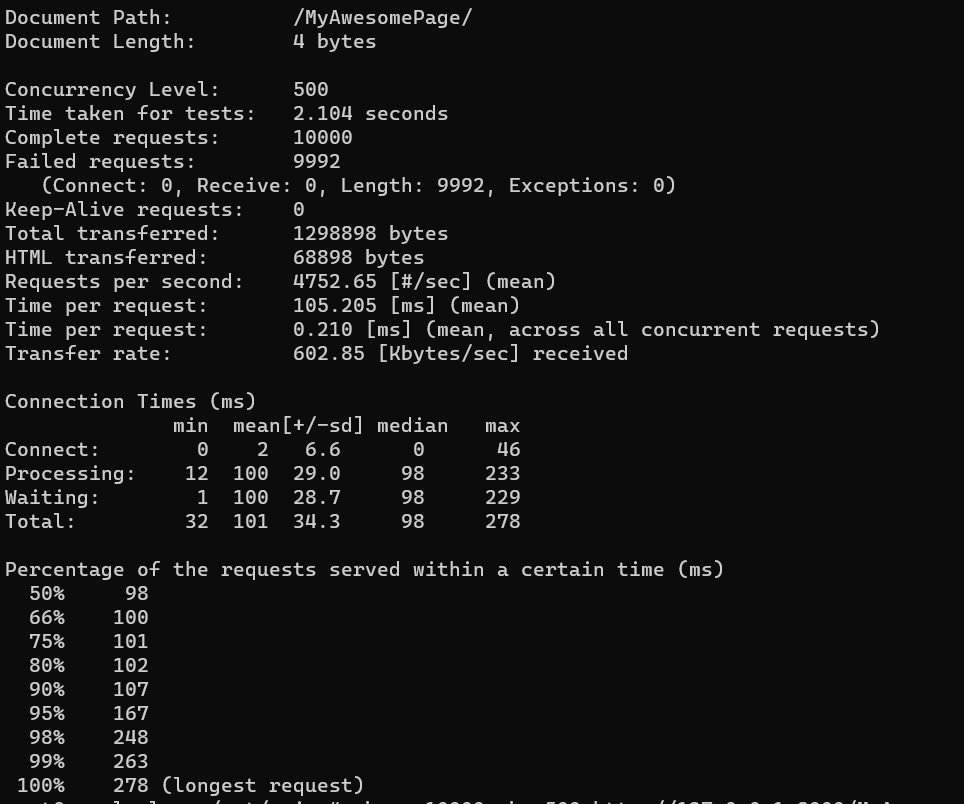 Document Path:          /MyAwesomePage/
Document Length:        4 bytes

Concurrency Level:      500
Time taken for tests:   2.104 seconds
Complete requests:      10000
Failed requests:        9992
   (Connect: 0, Receive: 0, Length: 9992, Exceptions: 0)
Keep-Alive requests:    0
Total transferred:      1298898 bytes
HTML transferred:       68898 bytes
Requests per second:    4752.65 [#/sec] (mean)
Time per request:       105.205 [ms] (mean)
Time per request:       0.210 [ms] (mean, across all concurrent requests)
Transfer rate:          602.85 [Kbytes/sec] received

Connection Times (ms)
              min  mean[+/-sd] median   max
Connect:        0    2   6.6      0      46
Processing:    12  100  29.0     98     233
Waiting:        1  100  28.7     98     229
Total:         32  101  34.3     98     278

Percentage of the requests served within a certain time (ms)
  50%     98
  66%    100
  75%    101
  80%    102
  90%    107
  95%    167
  98%    248
  99%    263
 100%    278 (longest request)